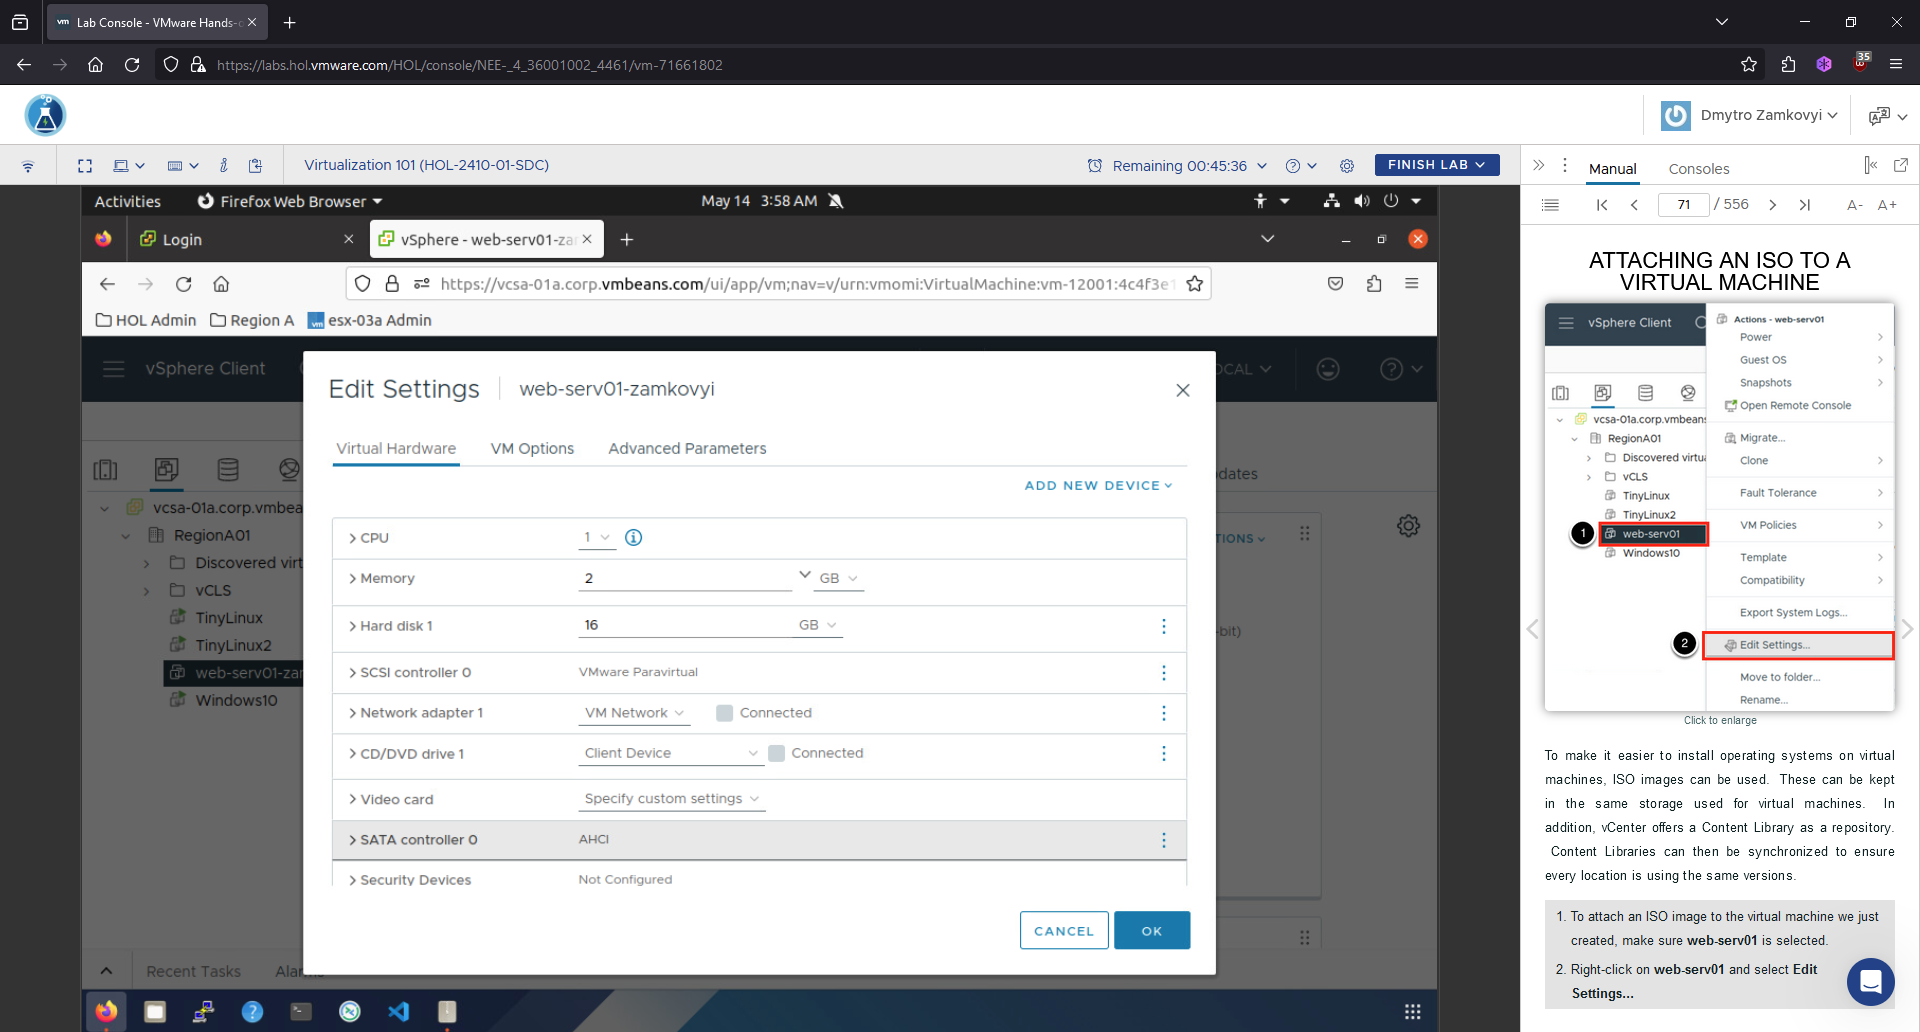 vm Lab Console - VMware Hands-o
https://labs.hol.vmware.com/HOL/console/NEE-_4_36001002_4461/vm-71661802
35
Dmytro Zamkovyi
Virtualization 101 (HOL-2410-01-SDC)
Remaining 00:45:36
FINISH LAB
Manual
Consoles
71 / 556
A-
A+
Activities
Firefox Web Browser
May 14 3:58 AM
Login
vSphere - web-serv01-za
https://vcsa-01a.corp.vmbeans.com/ui/app/vm;nav=v/urn:vmomi:VirtualMachine:vm-12001:4c4f3e1
HOL Admin
Region A
vm esx-03a Admin
vSphere Client
OCAL
vcsa-01a.corp.vmbea
RegionA01
Discovered virt
vCLS
TinyLinux
TinyLinux2
web-serv01-zam
Windows10
pdates
TIONS
-bit)
Edit Settings
web-serv01-zamkovyi
Virtual Hardware
VM Options
Advanced Parameters
ADD NEW DEVICE
CPU
1
Memory
2
GB
Hard disk 1
16
GB
SCSI controller 0
VMware Paravirtual
Network adapter 1
VM Network
Connected
CD/DVD drive 1
Client Device
Connected
Video card
Specify custom settings
SATA controller 0
AHCI
Security Devices
Not Configured
CANCEL
OK
Recent Tasks
Alar
ATTACHING AN ISO TO A
VIRTUAL MACHINE
vSphere Client
vcsa-01a.corp.vmbeans
RegionA01
Discovered virtua
vCLS
TinyLinux
TinyLinux2
1
web-serv01
Windows10
Actions - web-serv01
Power
Guest OS
Snapshots
Open Remote Console
Migrate...
Clone
Fault Tolerance
VM Policies
Template
Compatibility
Export System Logs...
2
Edit Settings...
Move to folder...
Rename...
Click to enlarge
To make it easier to install operating systems on virtual
machines, ISO images can be used. These can be kept
in the same storage used for virtual machines. In
addition, vCenter offers a Content Library as a repository.
Content Libraries can then be synchronized to ensure
every location is using the same versions.
1. To attach an ISO image to the virtual machine we just
created, make sure web-serv01 is selected.
2. Right-click on web-serv01 and select Edit
Settings...